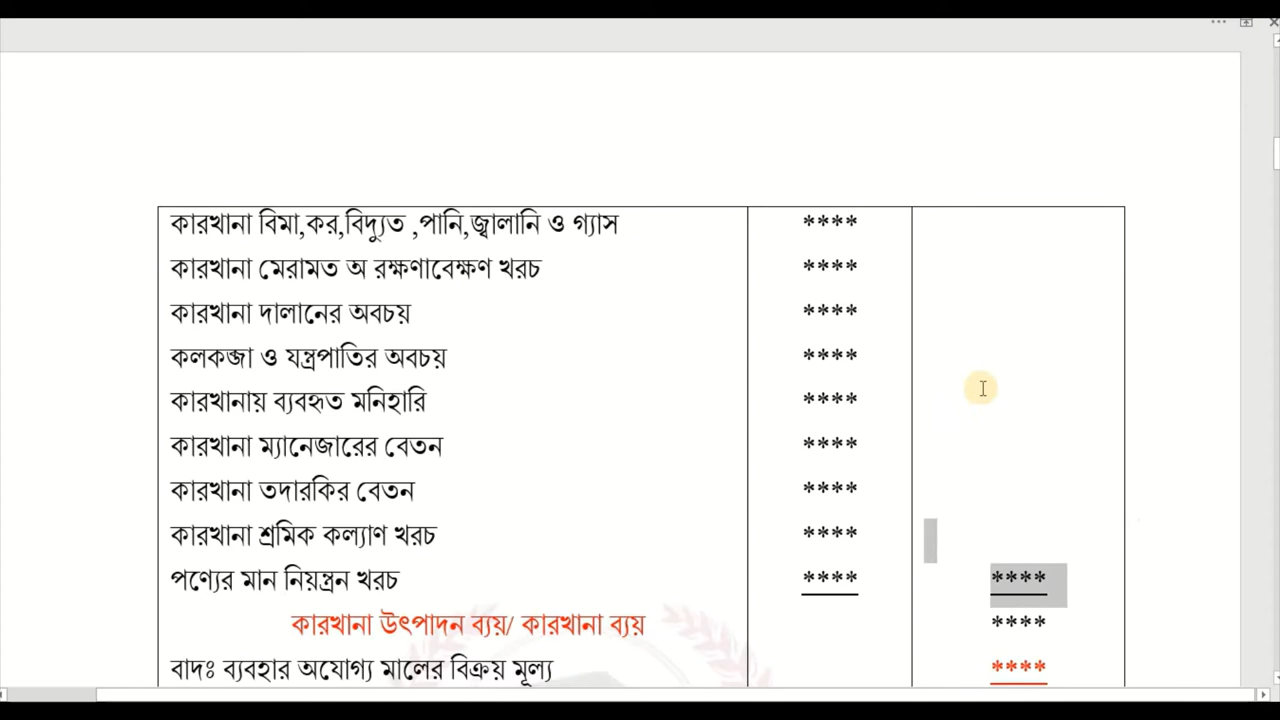 কারখানা বিমা,কর,বিদ্যুত ,পানি,জ্বালানি ও গ্যাস ****
কারখানা মেরামত অ রক্ষণাবেক্ষণ খরচ ****
কারখানা দালানের অবচয় ****
কলকব্জা ও যন্ত্রপাতির অবচয় ****
কারখানায় ব্যবহৃত মনিহারি ****
কারখানা ম্যানেজারের বেতন ****
কারখানা তদারকির বেতন ****
কারখানা শ্রমিক কল্যাণ খরচ ****
পণ্যের মান নিয়ন্ত্রন খরচ **** ****
কারখানা উৎপাদন ব্যয়/ কারখানা ব্যয় ****
বাদঃ ব্যবহার অযোগ্য মালের বিক্রয় মূল্য ****